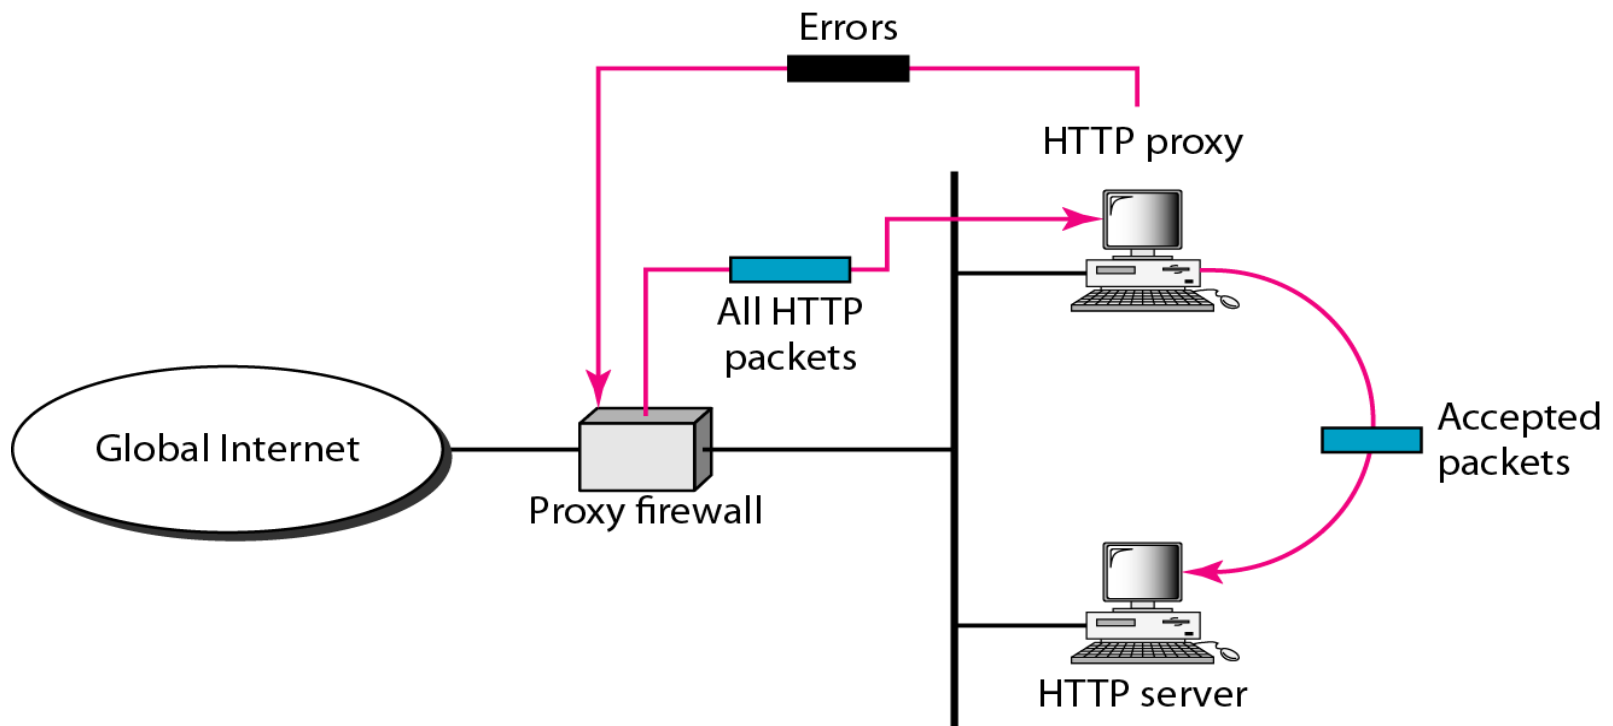 Errors
HTTP proxy
All HTTP
packets
Global Internet
Proxy firewall
Accepted
packets
HTTP server